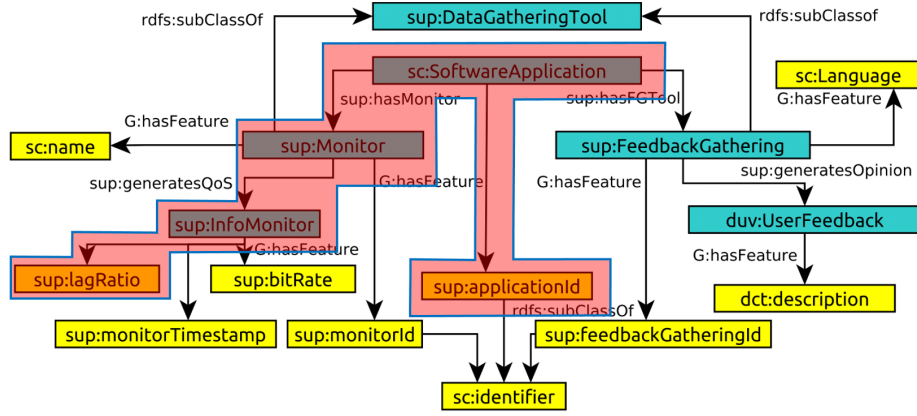 sup:DataGatheringTool
rdfs:subClassOf
rdfs:subClassof
sc:SoftwareApplication
sc:Language
sup:hasMonitor
sup:hasFGTool
G:hasFeature
G:hasFeature
sc:name
sup:Monitor
sup:FeedbackGathering
sup:generatesQoS
G:hasFeature
G:hasFeature
sup:generatesOpinion
sup:InfoMonitor
duv:UserFeedback
G:hasFeature
G:hasFeature
sup:lagRatio
sup:bitRate
sup:applicationId
dct:description
rdfs:subClassOf
sup:monitorTimestamp
sup:monitorId
sup:feedbackGatheringId
sc:identifier